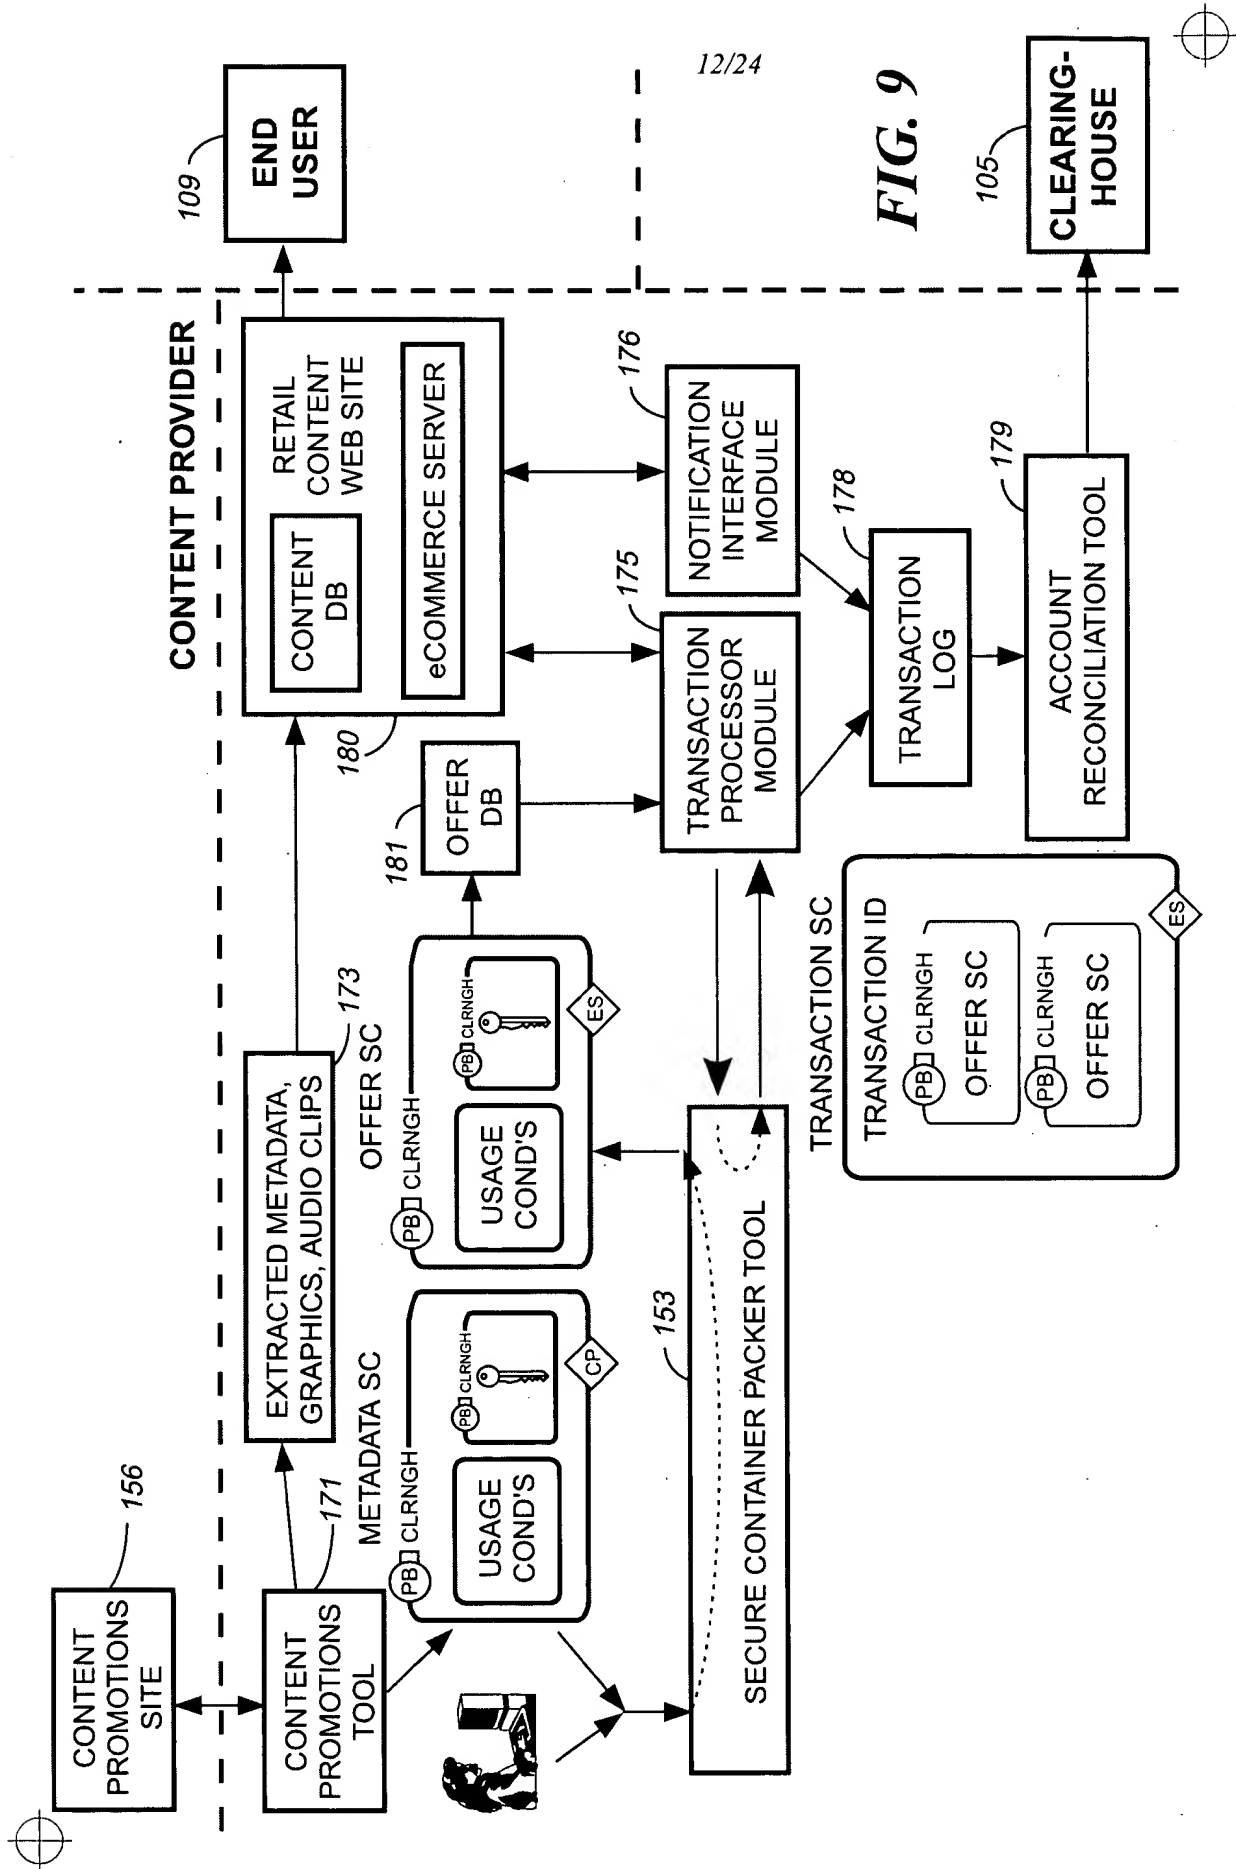 12/24
CONTENT PROVIDER
CONTENT
PROMOTIONS
SITE
156
109
END
USER
CONTENT
PROMOTIONS
TOOL
171
EXTRACTED METADATA,
GRAPHICS, AUDIO CLIPS
173
CONTENT
DB
RETAIL
CONTENT
WEB SITE
eCOMMERCE SERVER
180
METADATA SC
PB CLRNGH
USAGE
COND'S
PB CLRNGH
CP
OFFER SC
PB CLRNGH
USAGE
COND'S
PB CLRNGH
ES
181
OFFER
DB
153
SECURE CONTAINER PACKER TOOL
175
TRANSACTION
PROCESSOR
MODULE
176
NOTIFICATION
INTERFACE
MODULE
TRANSACTION SC
TRANSACTION ID
PB CLRNGH
OFFER SC
PB CLRNGH
OFFER SC
ES
178
TRANSACTION
LOG
179
ACCOUNT
RECONCILIATION TOOL
105
CLEARING-
HOUSE
FIG. 9